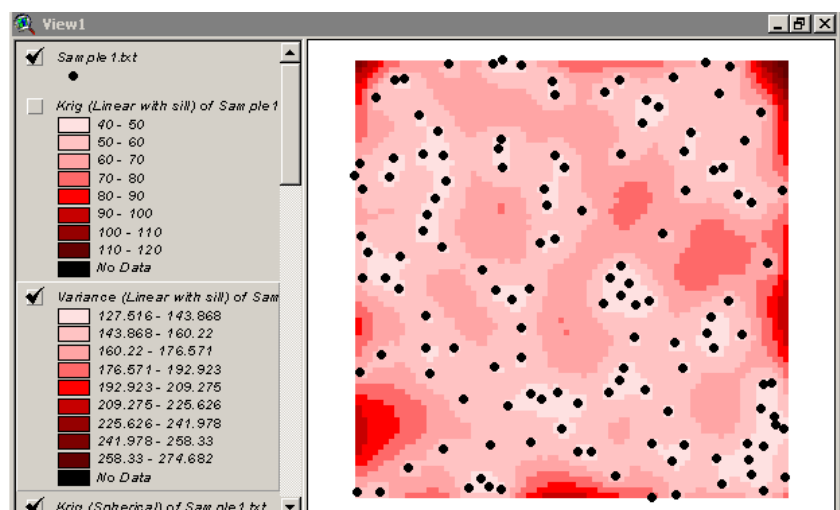 View1
Sample1.txt
Krig (Linear with sill) of Sample1
40 - 50
50 - 60
60 - 70
70 - 80
80 - 90
90 - 100
100 - 110
110 - 120
No Data
Variance (Linear with sill) of Sam
127.516 - 143.868
143.868 - 160.22
160.22 - 176.571
176.571 - 192.923
192.923 - 209.275
209.275 - 225.626
225.626 - 241.978
241.978 - 258.33
258.33 - 274.682
No Data
Krig (Spherical) of Sample1.txt